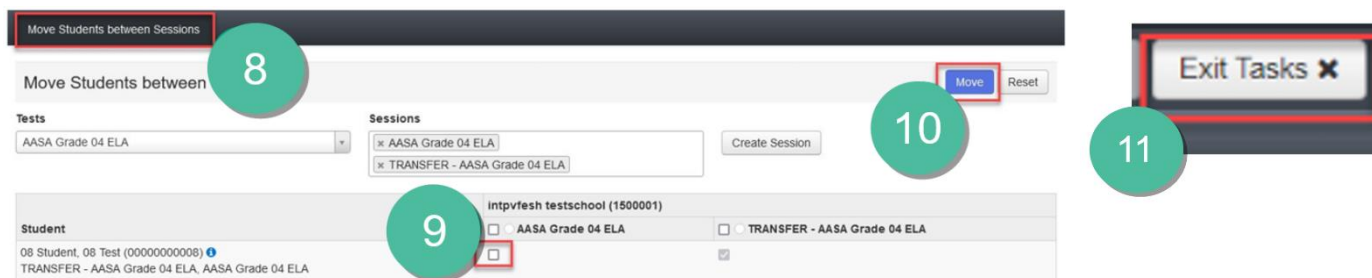 Move Students between Sessions
8
Move Students between
Move Reset
10
Exit Tasks ✖
11
Tests
Sessions
AASA Grade 04 ELA
× AASA Grade 04 ELA
× TRANSFER - AASA Grade 04 ELA
Create Session
9
intpvfesh testschool (1500001)
Student
AASA Grade 04 ELA
TRANSFER - AASA Grade 04 ELA
08 Student, 08 Test (00000000008)
TRANSFER - AASA Grade 04 ELA, AASA Grade 04 ELA